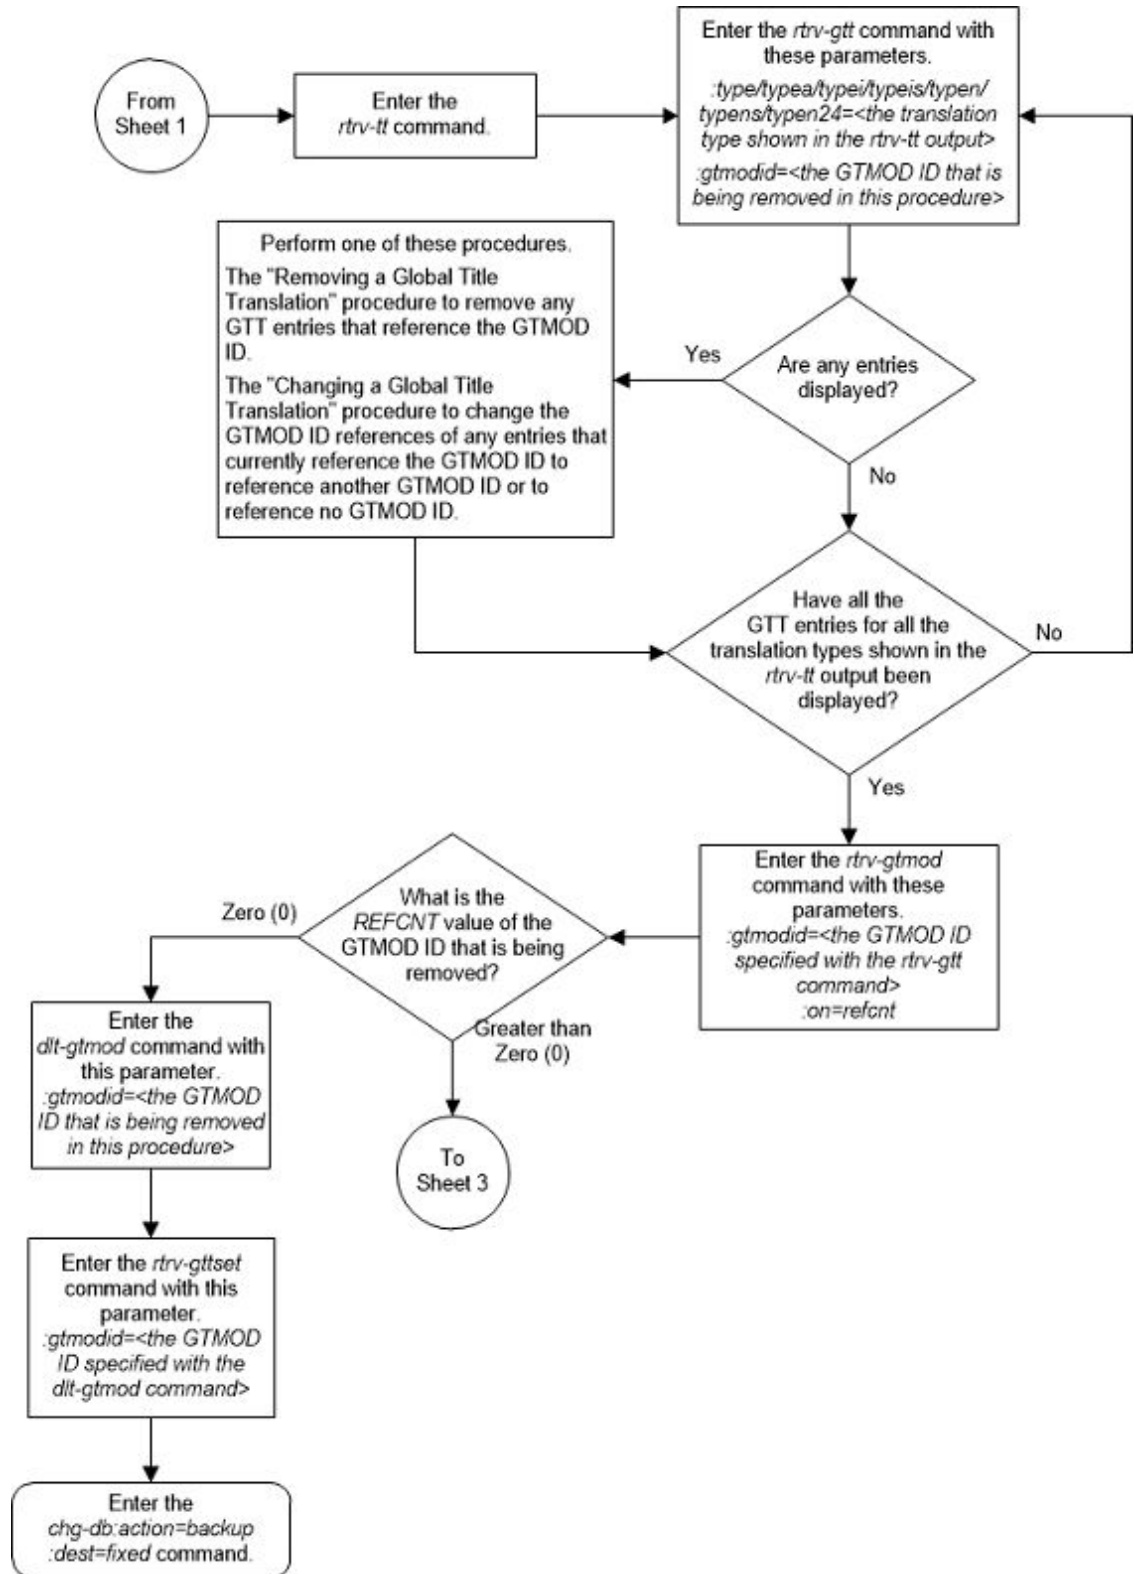 From
Sheet 1
Enter the
rtrv-tt command.
Enter the rtrv-gtt command with
these parameters.
:type/typea/typei/typeis/typen/
typens/typen24=<the translation
type shown in the rtrv-tt output>
:gtmodid=<the GTMOD ID that is
being removed in this procedure>
Perform one of these procedures.
The "Removing a Global Title
Translation" procedure to remove any
GTT entries that reference the GTMOD
ID.
The "Changing a Global Title
Translation" procedure to change the
GTMOD ID references of any entries that
currently reference the GTMOD ID to
reference another GTMOD ID or to
reference no GTMOD ID.
Yes
Are any entries
displayed?
No
Have all the
GTT entries for all the
translation types shown in the
rtrv-tt output been
displayed?
No
Yes
Enter the rtrv-gtmod
command with these
parameters.
:gtmodid=<the GTMOD ID
specified with the rtrv-gtt
command>
:on=refcnt
What is the
REFCNT value of the
GTMOD ID that is being
removed?
Zero (0)
Greater than
Zero (0)
To
Sheet 3
Enter the
dlt-gtmod command with
this parameter.
:gtmodid=<the GTMOD
ID that is being removed
in this procedure>
Enter the rtrv-gttset
command with this
parameter.
:gtmodid=<the GTMOD
ID specified with the
dlt-gtmod command>
Enter the
chg-db:action=backup
:dest=fixed command.